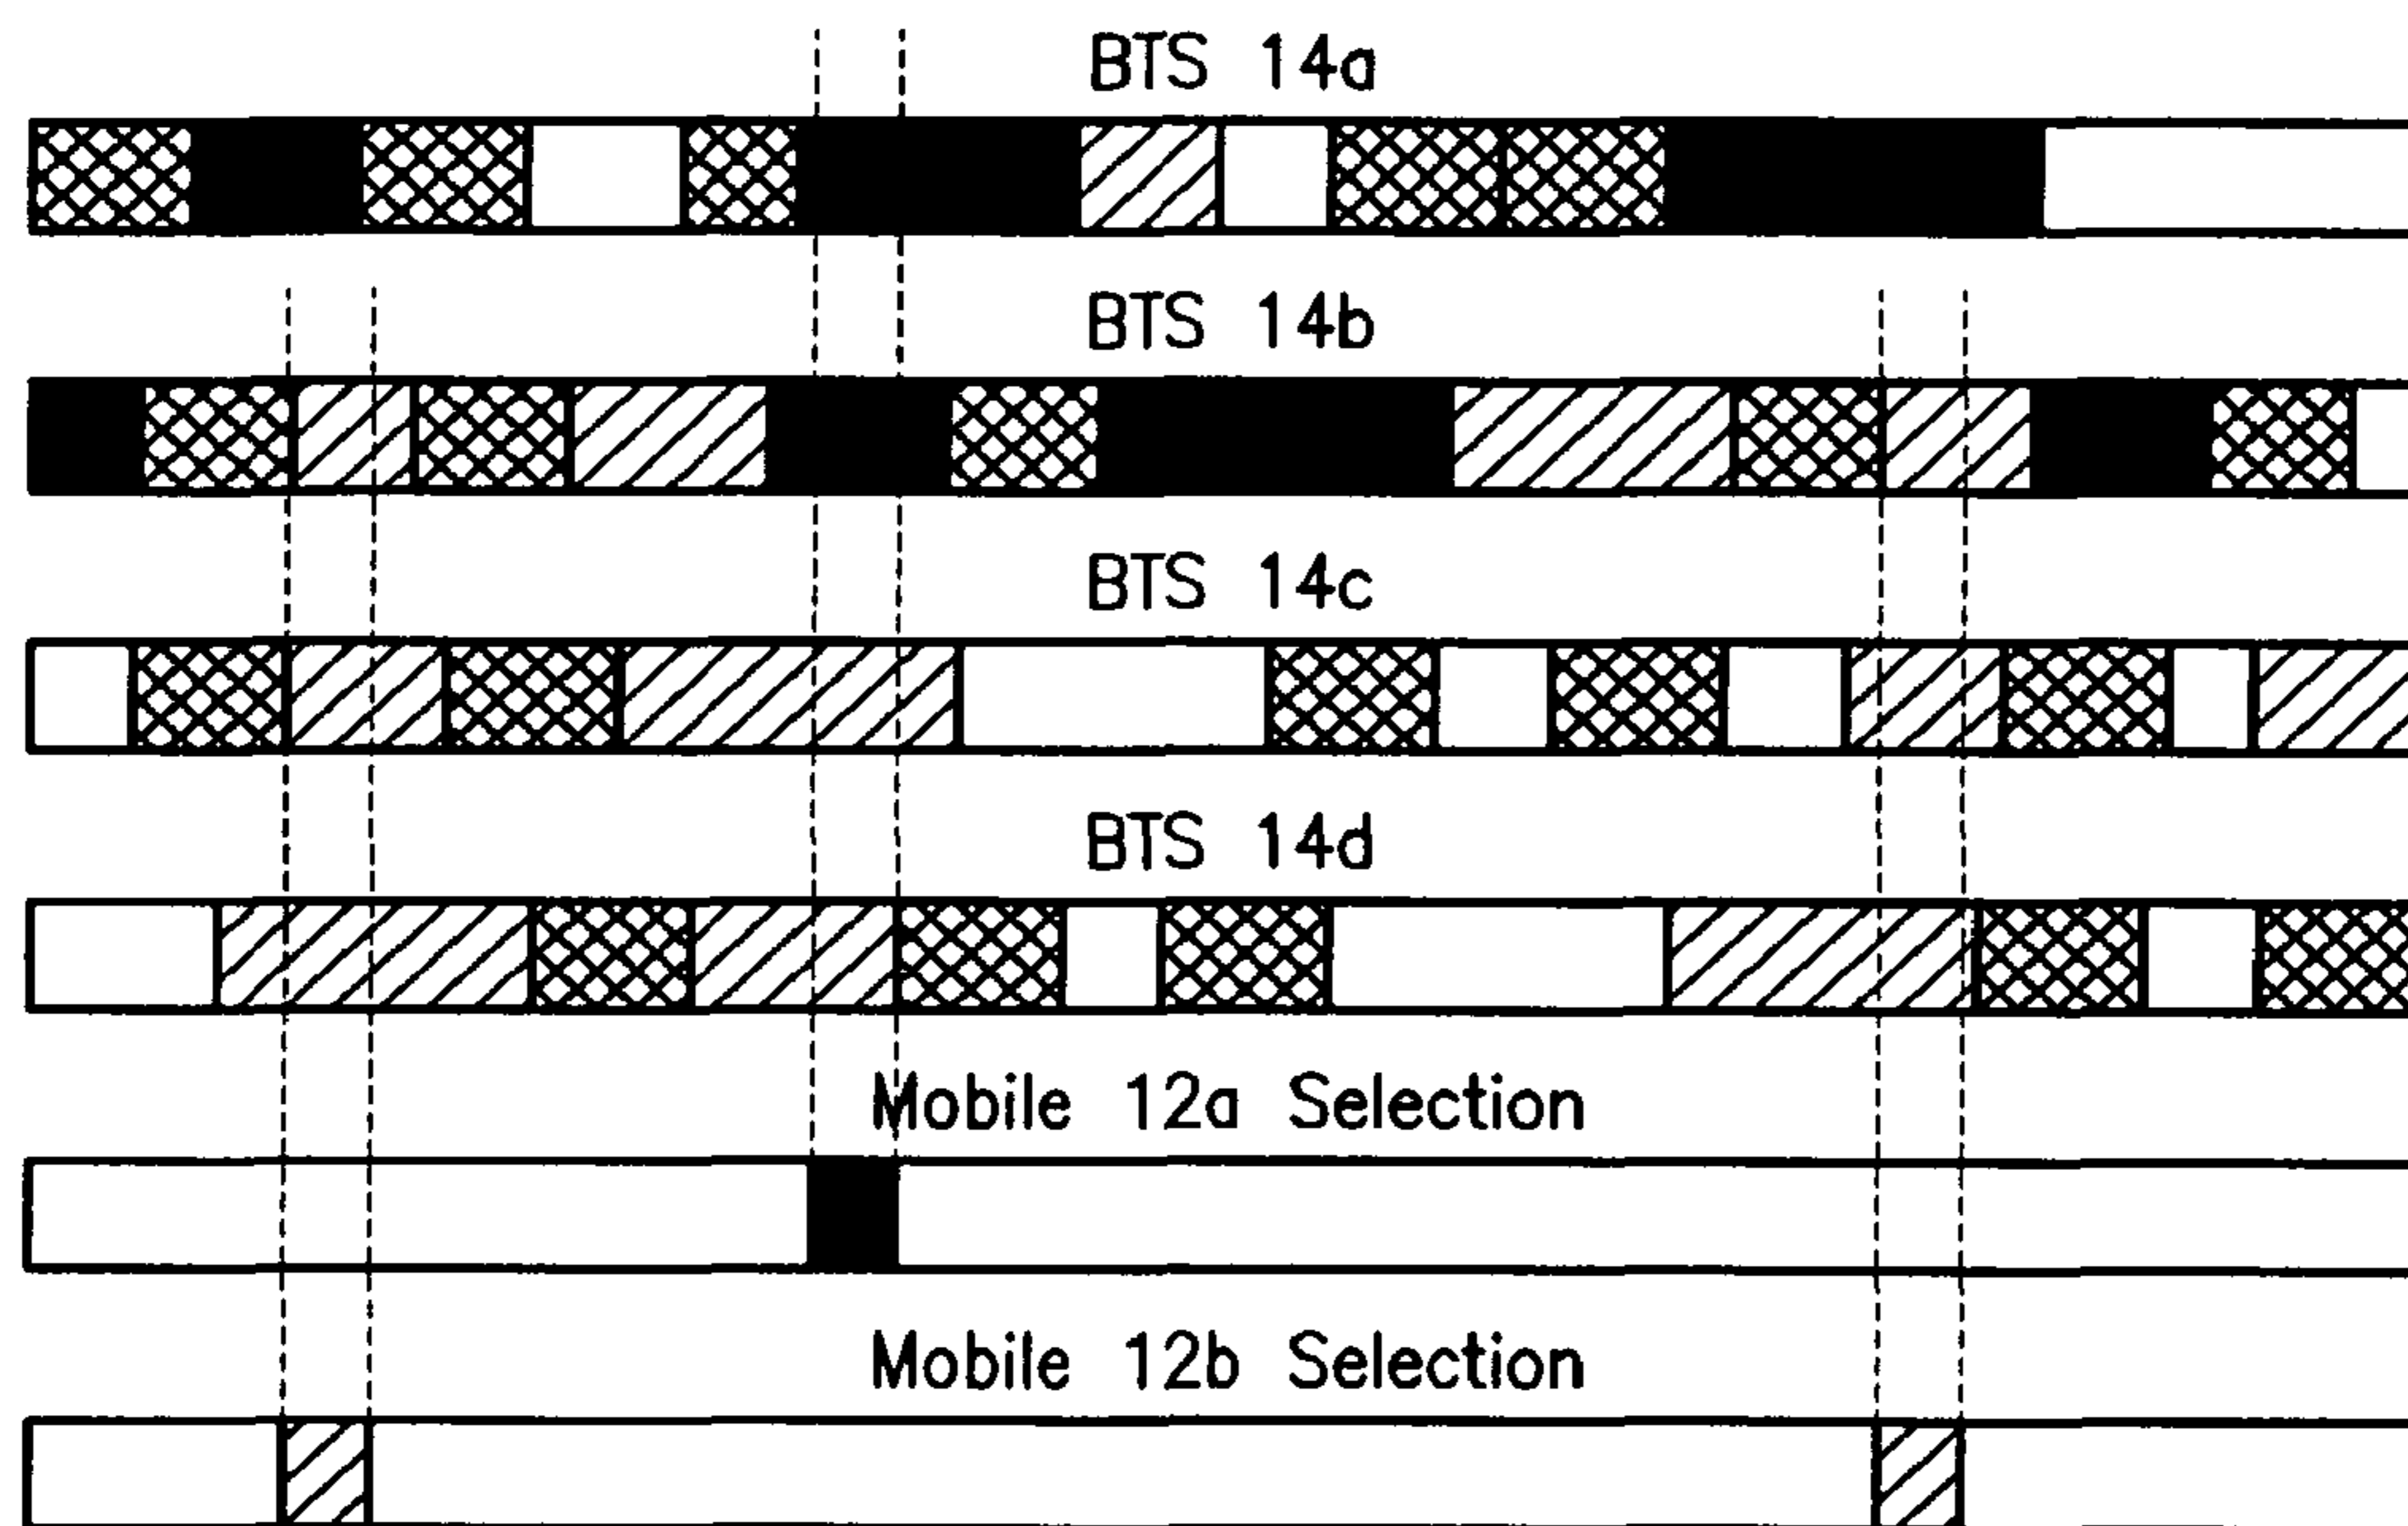 BTS 14a
BTS 14b
BTS 14c
BTS 14d
Mobile 12a Selection
Mobile 12b Selection